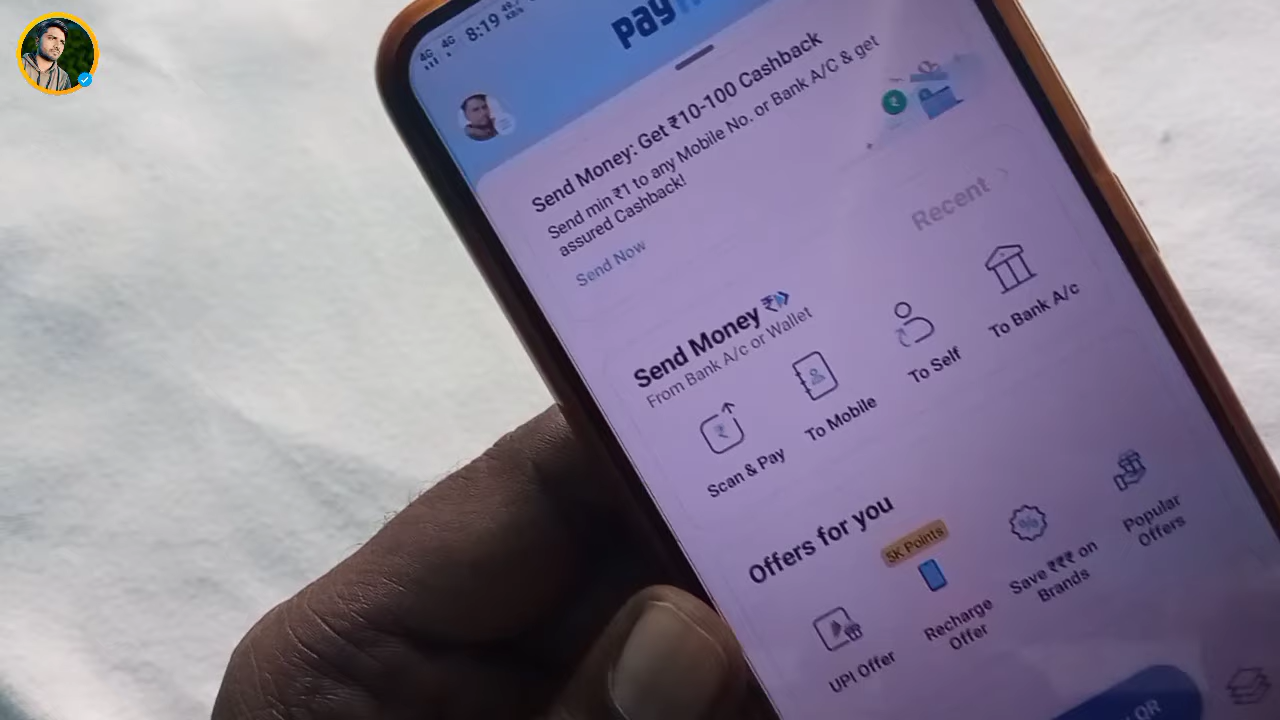 4G 4G 8:19
Send Money: Get ₹10-100 Cashback
Send min ₹1 to any Mobile No. or Bank A/C & get
assured Cashback!
Send Now
Recent
Send Money
From Bank A/c or Wallet
Scan & Pay
To Mobile
To Self
To Bank A/c
Offers for you
5K Points
UPI Offer
Recharge
Offer
Save ₹₹₹ on
Brands
Popular
Offers